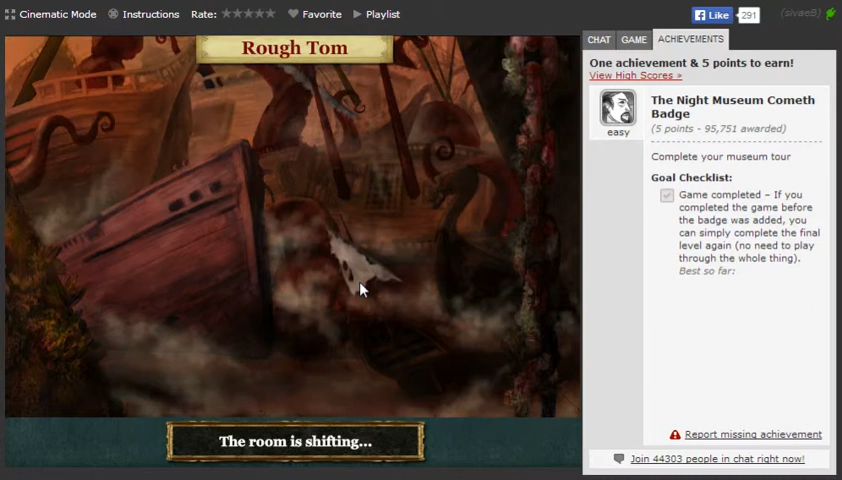 Cinematic Mode Instructions Rate: Favorite Playlist
Like 291 (sivaeB)
Rough Tom
CHAT GAME ACHIEVEMENTS
One achievement & 5 points to earn!
View High Scores »
easy
The Night Museum Cometh
Badge
(5 points - 95,751 awarded)
Complete your museum tour
Goal Checklist:
Game completed – If you
completed the game before
the badge was added, you
can simply complete the final
level again (no need to play
through the whole thing).
Best so far:
Report missing achievement
Join 44303 people in chat right now!
The room is shifting...